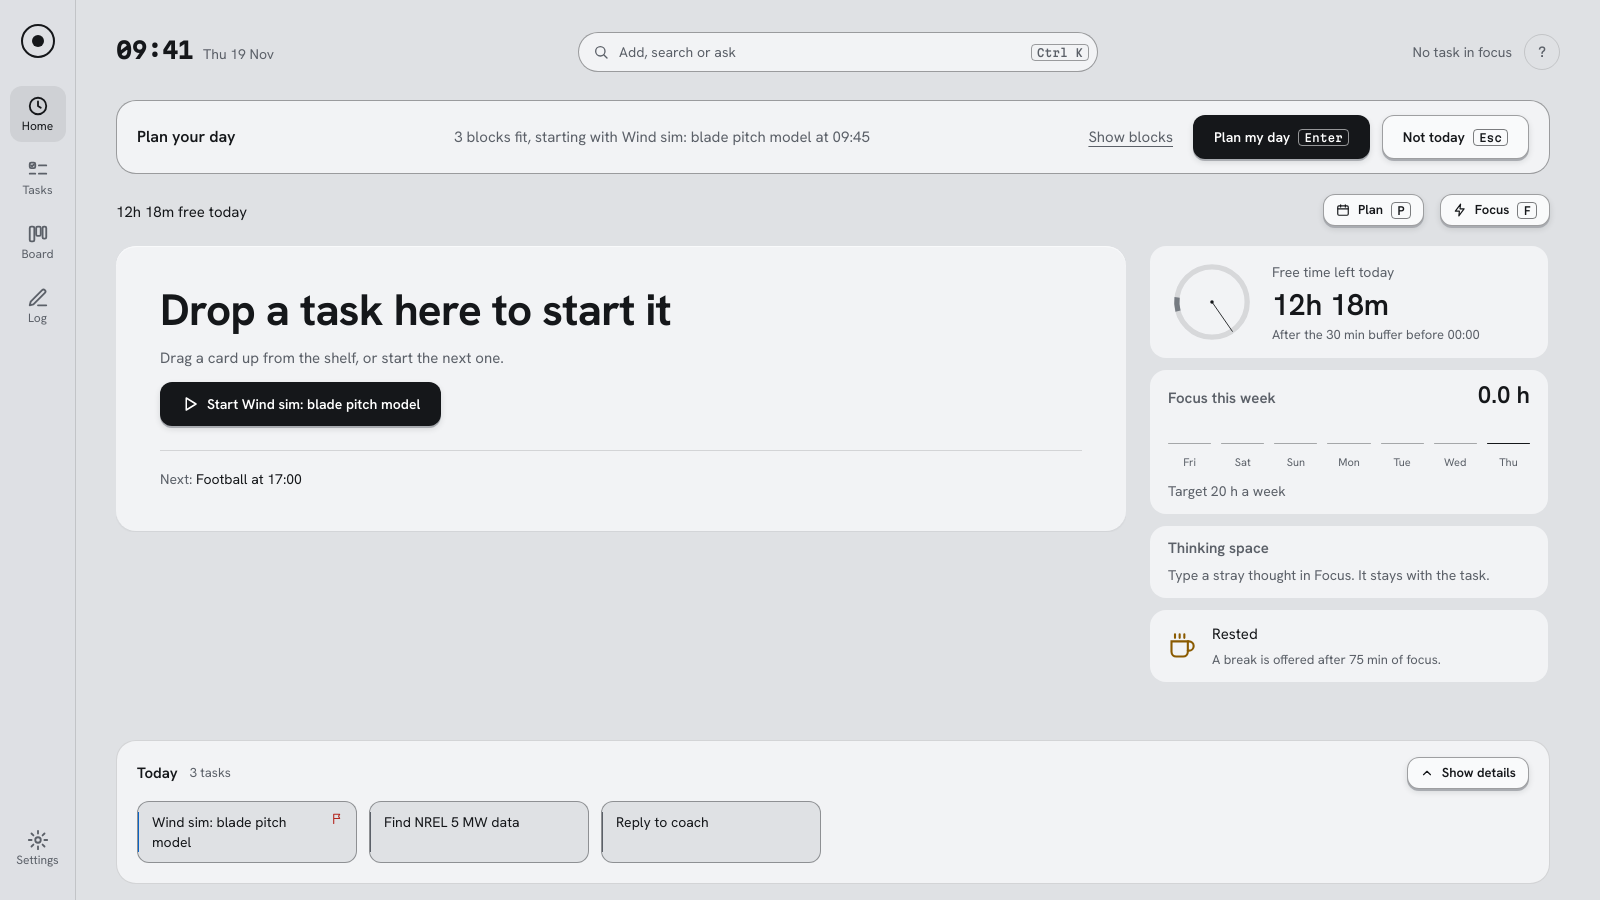 09:41 Thu 19 Nov
Add, search or ask Ctrl K
No task in focus ?
Home
Tasks
Board
Log
Settings
Plan your day
3 blocks fit, starting with Wind sim: blade pitch model at 09:45
Show blocks
Plan my day Enter
Not today Esc
12h 18m free today
Plan P
Focus F
Drop a task here to start it
Drag a card up from the shelf, or start the next one.
Start Wind sim: blade pitch model
Next: Football at 17:00
Free time left today
12h 18m
After the 30 min buffer before 00:00
Focus this week 0.0 h
Fri Sat Sun Mon Tue Wed Thu
Target 20 h a week
Thinking space
Type a stray thought in Focus. It stays with the task.
Rested
A break is offered after 75 min of focus.
Today 3 tasks
Show details
Wind sim: blade pitch
model
Find NREL 5 MW data
Reply to coach